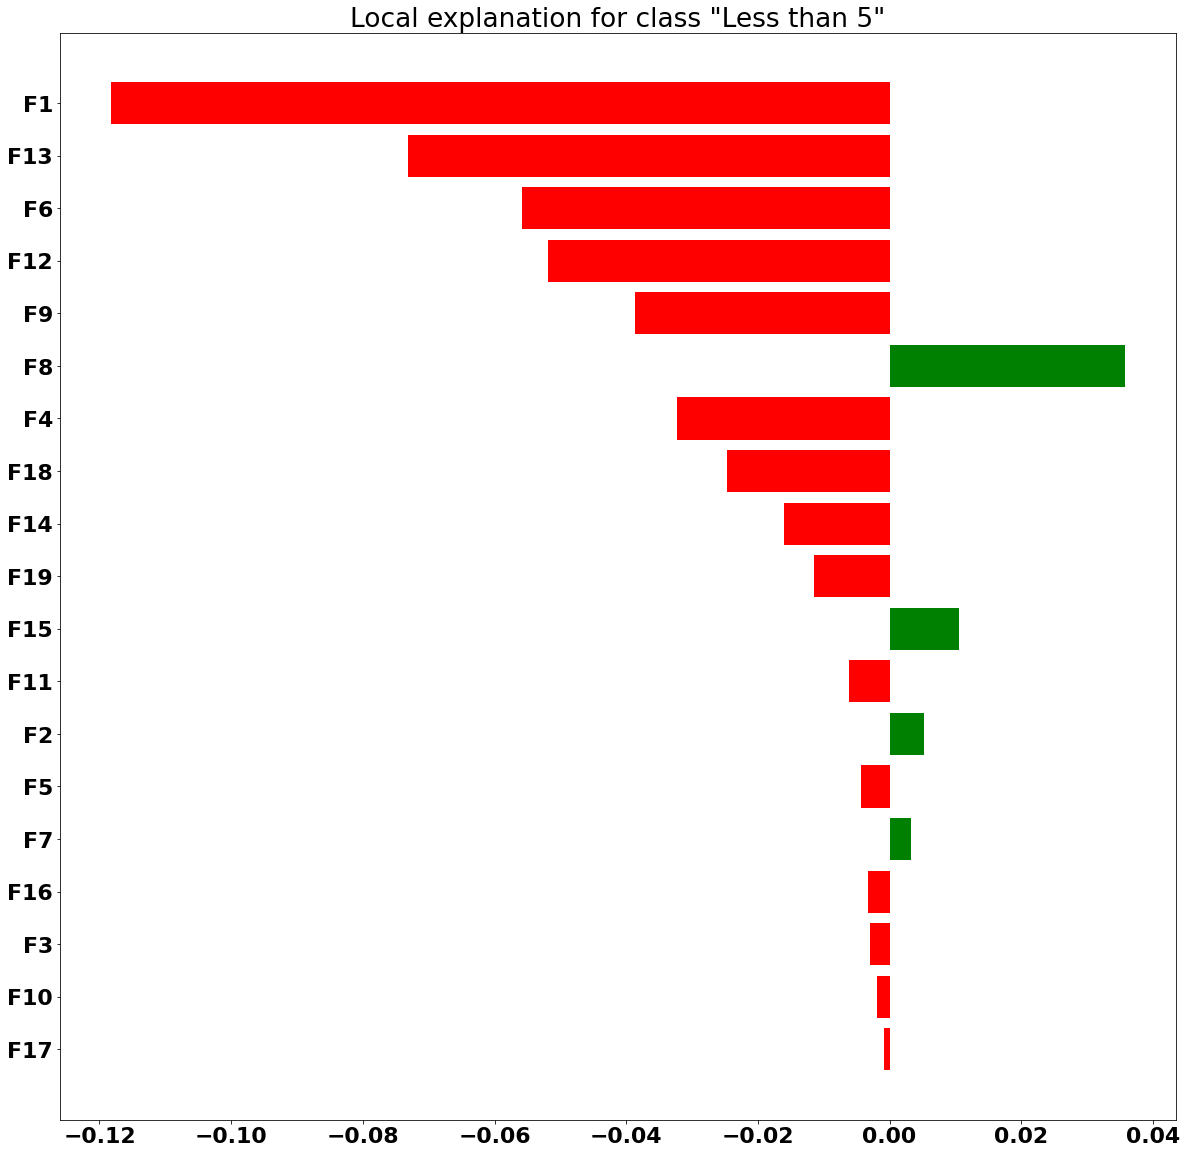 Local explanation for class "Less than 5"
F1
F13
F6
F12
F9
F8
F4
F18
F14
F19
F15
F11
F2
F5
F7
F16
F3
F10
F17
−0.12 −0.10 −0.08 −0.06 −0.04 −0.02 0.00 0.02 0.04